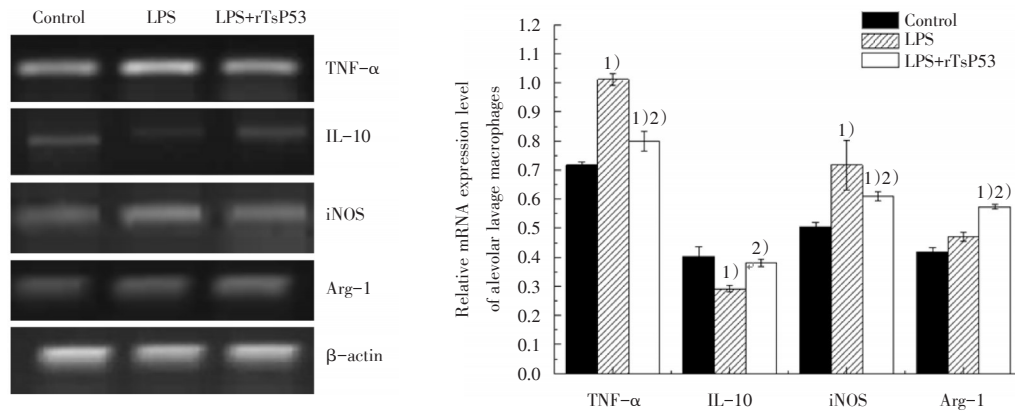 Control LPS LPS+rTsP53
TNF-α
IL-10
iNOS
Arg-1
β-actin
Relative mRNA expression level
of alevolar lavage macrophages
1.2
1.1
1.0
0.9
0.8
0.7
0.6
0.5
0.4
0.3
0.2
0.1
0
Control
LPS
LPS+rTsP53
1)
1)2)
1)
2)
1)
1)2)
1)2)
TNF-α IL-10 iNOS Arg-1